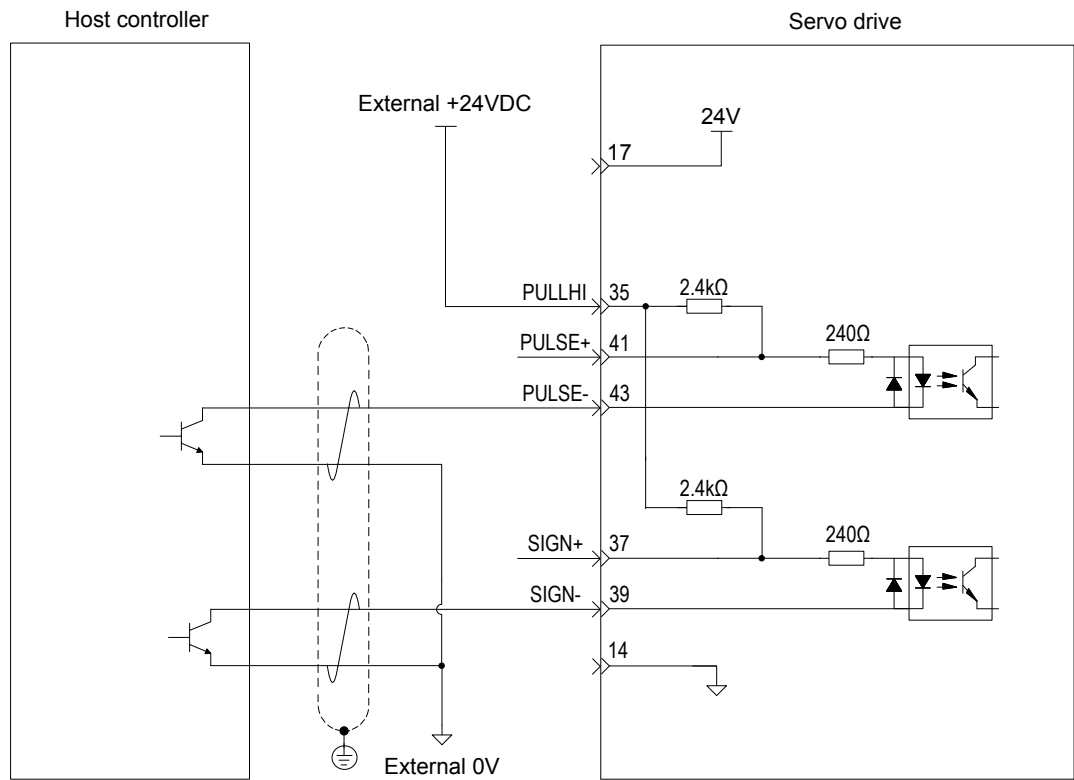 Host controller
Servo drive
External +24VDC
24V
17
PULLHI 35 2.4kΩ
PULSE+ 41 240Ω
PULSE- 43
2.4kΩ
SIGN+ 37 240Ω
SIGN- 39
14
External 0V